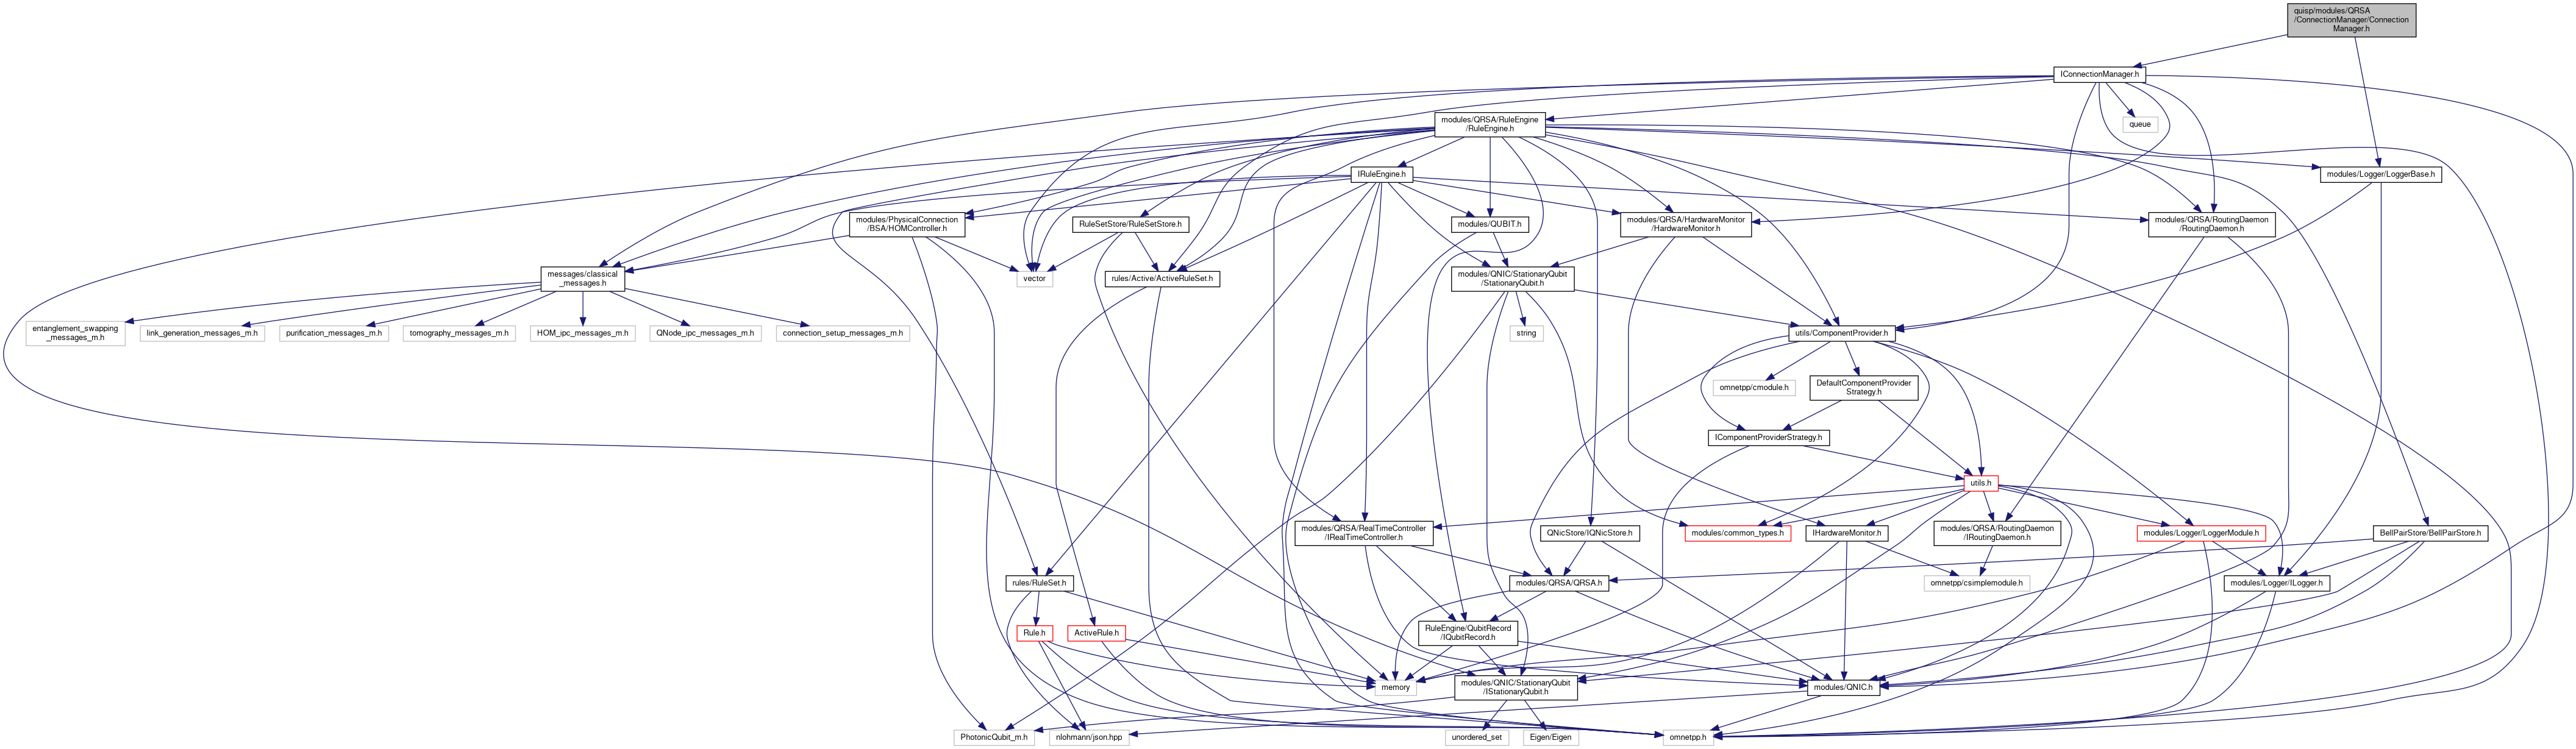 quisp/modules/QRSA
/ConnectionManager/Connection
Manager.h
IConnectionManager.h
modules/QRSA/RuleEngine
/RuleEngine.h
queue
IRuleEngine.h
modules/Logger/LoggerBase.h
modules/PhysicalConnection
/BSA/HOMController.h
RuleSetStore/RuleSetStore.h
modules/QUBIT.h
modules/QRSA/HardwareMonitor
/HardwareMonitor.h
modules/QRSA/RoutingDaemon
/RoutingDaemon.h
messages/classical
_messages.h
vector
rules/Active/ActiveRuleSet.h
modules/QNIC/StationaryQubit
/StationaryQubit.h
entanglement_swapping
_messages_m.h
link_generation_messages_m.h
purification_messages_m.h
tomography_messages_m.h
HOM_ipc_messages_m.h
QNode_ipc_messages_m.h
connection_setup_messages_m.h
string
utils/ComponentProvider.h
omnetpp/cmodule.h
DefaultComponentProvider
Strategy.h
IComponentProviderStrategy.h
utils.h
modules/QRSA/RealTimeController
/IRealTimeController.h
QNicStore/IQNicStore.h
modules/common_types.h
IHardwareMonitor.h
modules/QRSA/RoutingDaemon
/IRoutingDaemon.h
modules/Logger/LoggerModule.h
BellPairStore/BellPairStore.h
rules/RuleSet.h
modules/QRSA/QRSA.h
omnetpp/csimplemodule.h
modules/Logger/ILogger.h
Rule.h
ActiveRule.h
RuleEngine/QubitRecord
/IQubitRecord.h
memory
modules/QNIC/StationaryQubit
/IStationaryQubit.h
modules/QNIC.h
PhotonicQubit_m.h
nlohmann/json.hpp
unordered_set
Eigen/Eigen
omnetpp.h